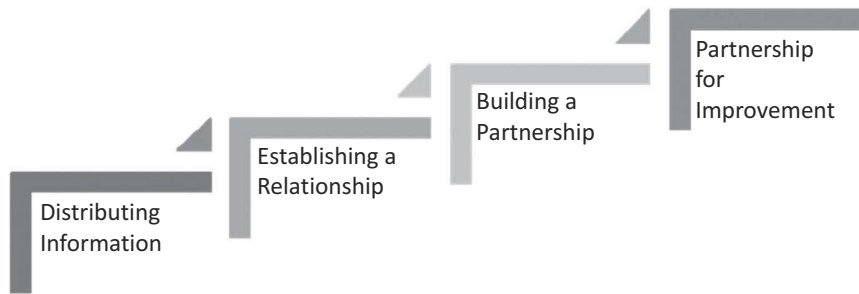 Distributing
Information
Establishing a
Relationship
Building a
Partnership
Partnership
for
Improvement